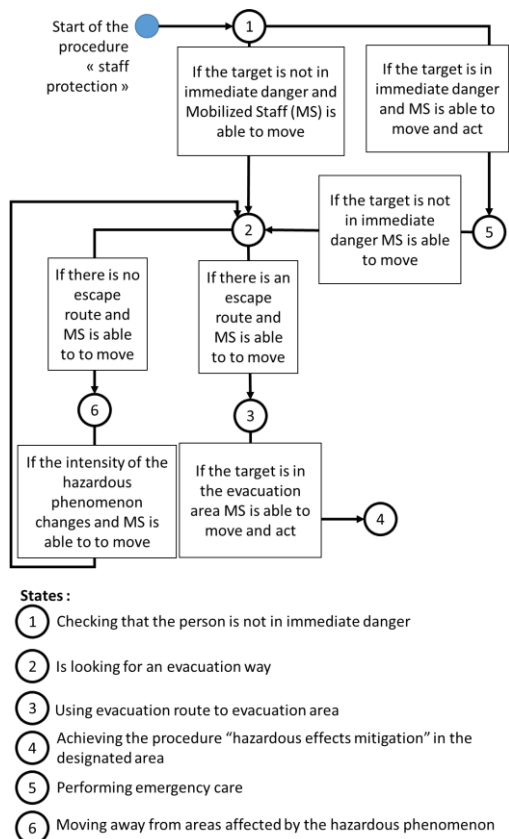 Start of the
procedure
« staff
protection »
1
If the target is not in
immediate danger and
Mobilized Staff (MS) is
able to move
If the target is in
immediate danger
and MS is able to
move and act
If the target is not
in immediate
danger MS is able
to move
5
2
If there is no
escape
route and
MS is able
to to move
If there is an
escape
route and
MS is able
to to move
6
3
If the intensity of the
hazardous
phenomenon
changes and MS is
able to to move
If the target is in
the evacuation
area MS is able to
move and act
4
States :
1 Checking that the person is not in immediate danger
2 Is looking for an evacuation way
3 Using evacuation route to evacuation area
4 Achieving the procedure “hazardous effects mitigation” in the
designated area
5 Performing emergency care
6 Moving away from areas affected by the hazardous phenomenon